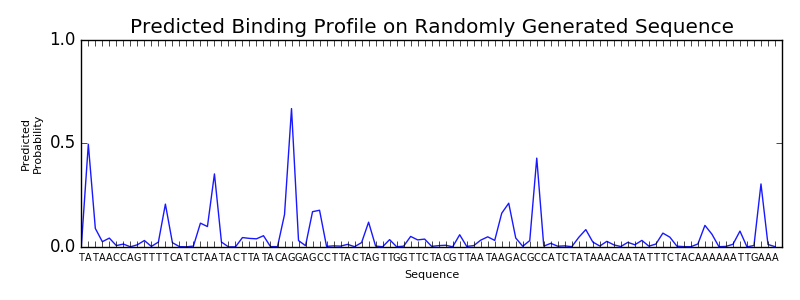 Predicted Binding Profile on Randomly Generated Sequence
1.0
0.5
0.0
Predicted
Probability
TATAACCAGTTTTCATCTAATACTTATACAGGAGCCTTACTAGTTGGTTCTACGTTAATAAGACGCCATCTATAAACAATATTTCTACAAAAAATTGAAA
Sequence